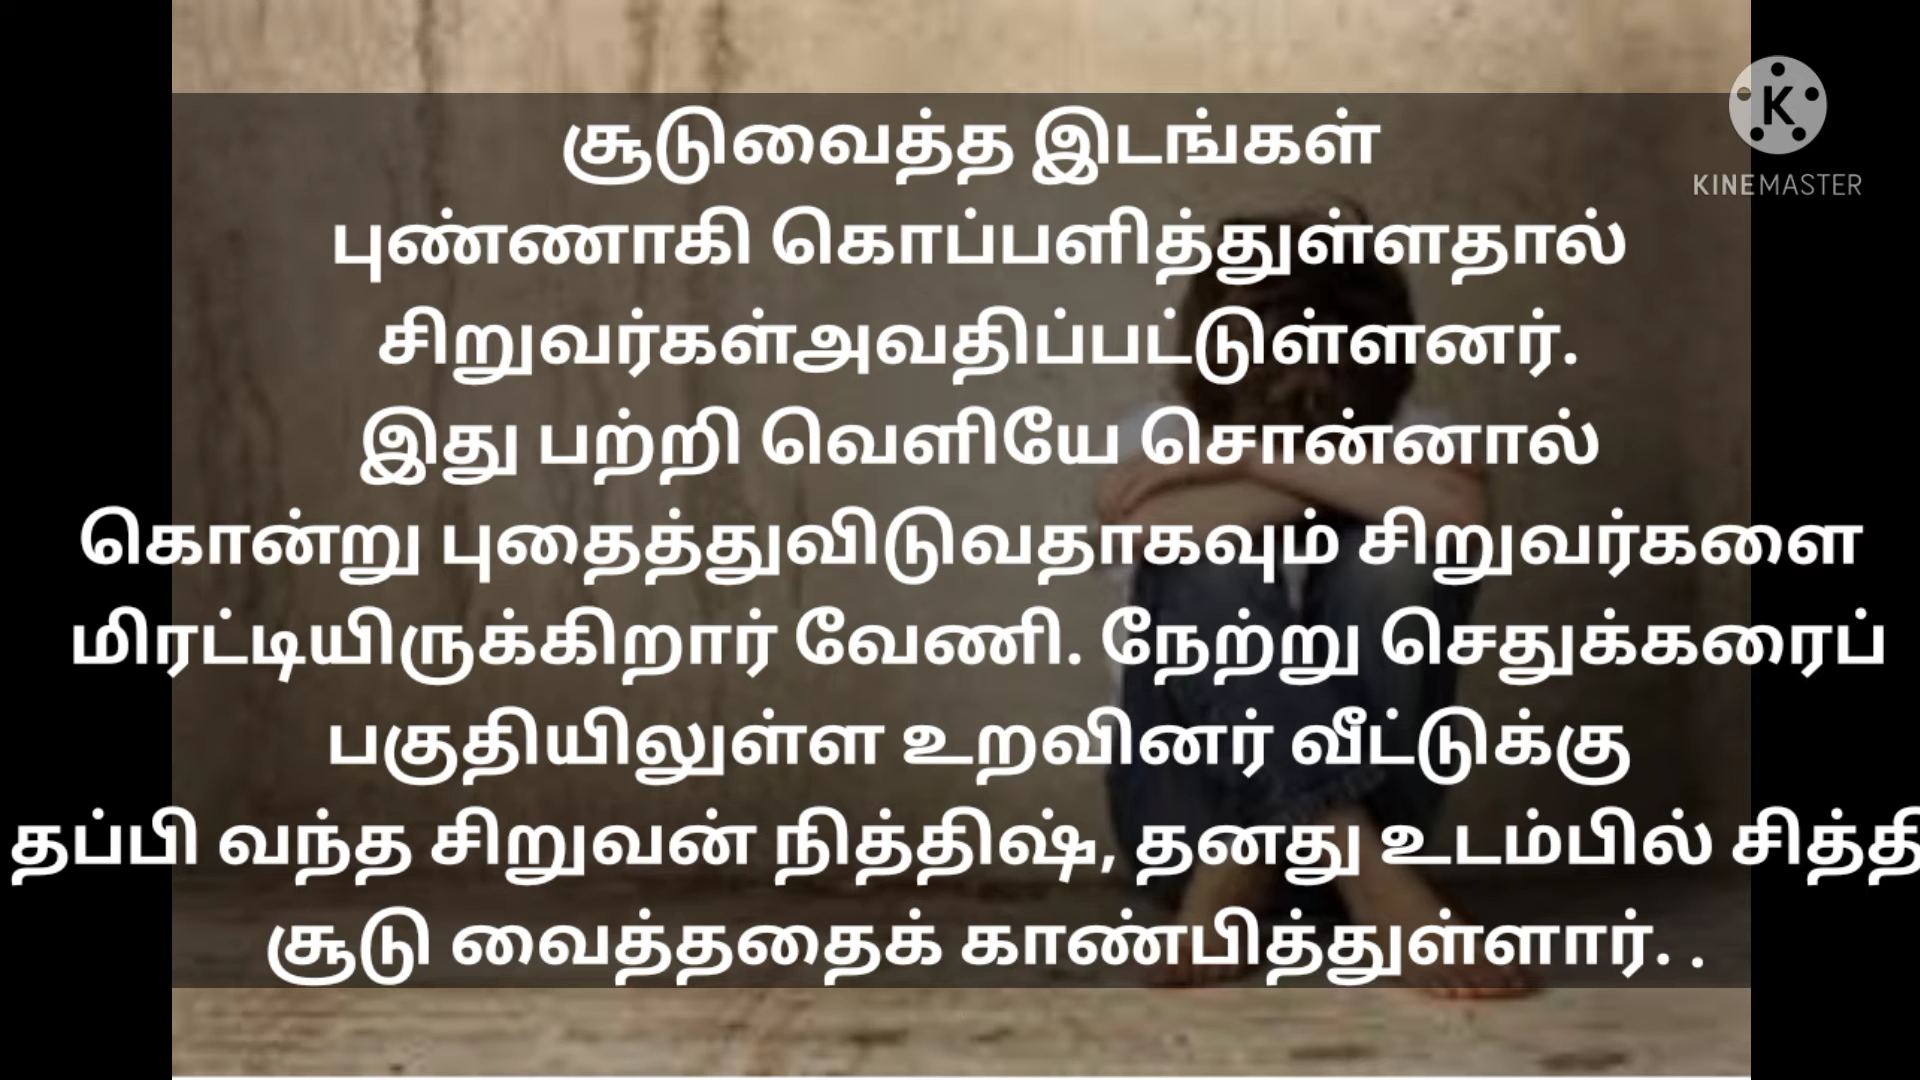 சூடுவைத்த இடங்கள்
புண்ணாகி கொப்பளித்துள்ளதால்
சிறுவர்கள்அவதிப்பட்டுள்ளனர்.
இது பற்றி வெளியே சொன்னால்
கொன்று புதைத்துவிடுவதாகவும் சிறுவர்களை
மிரட்டியிருக்கிறார் வேணி. நேற்று செதுக்கரைப்
பகுதியிலுள்ள உறவினர் வீட்டுக்கு
தப்பி வந்த சிறுவன் நித்திஷ், தனது உடம்பில் சித்தி
சூடு வைத்ததைக் காண்பித்துள்ளார். .
K
KINEMASTER